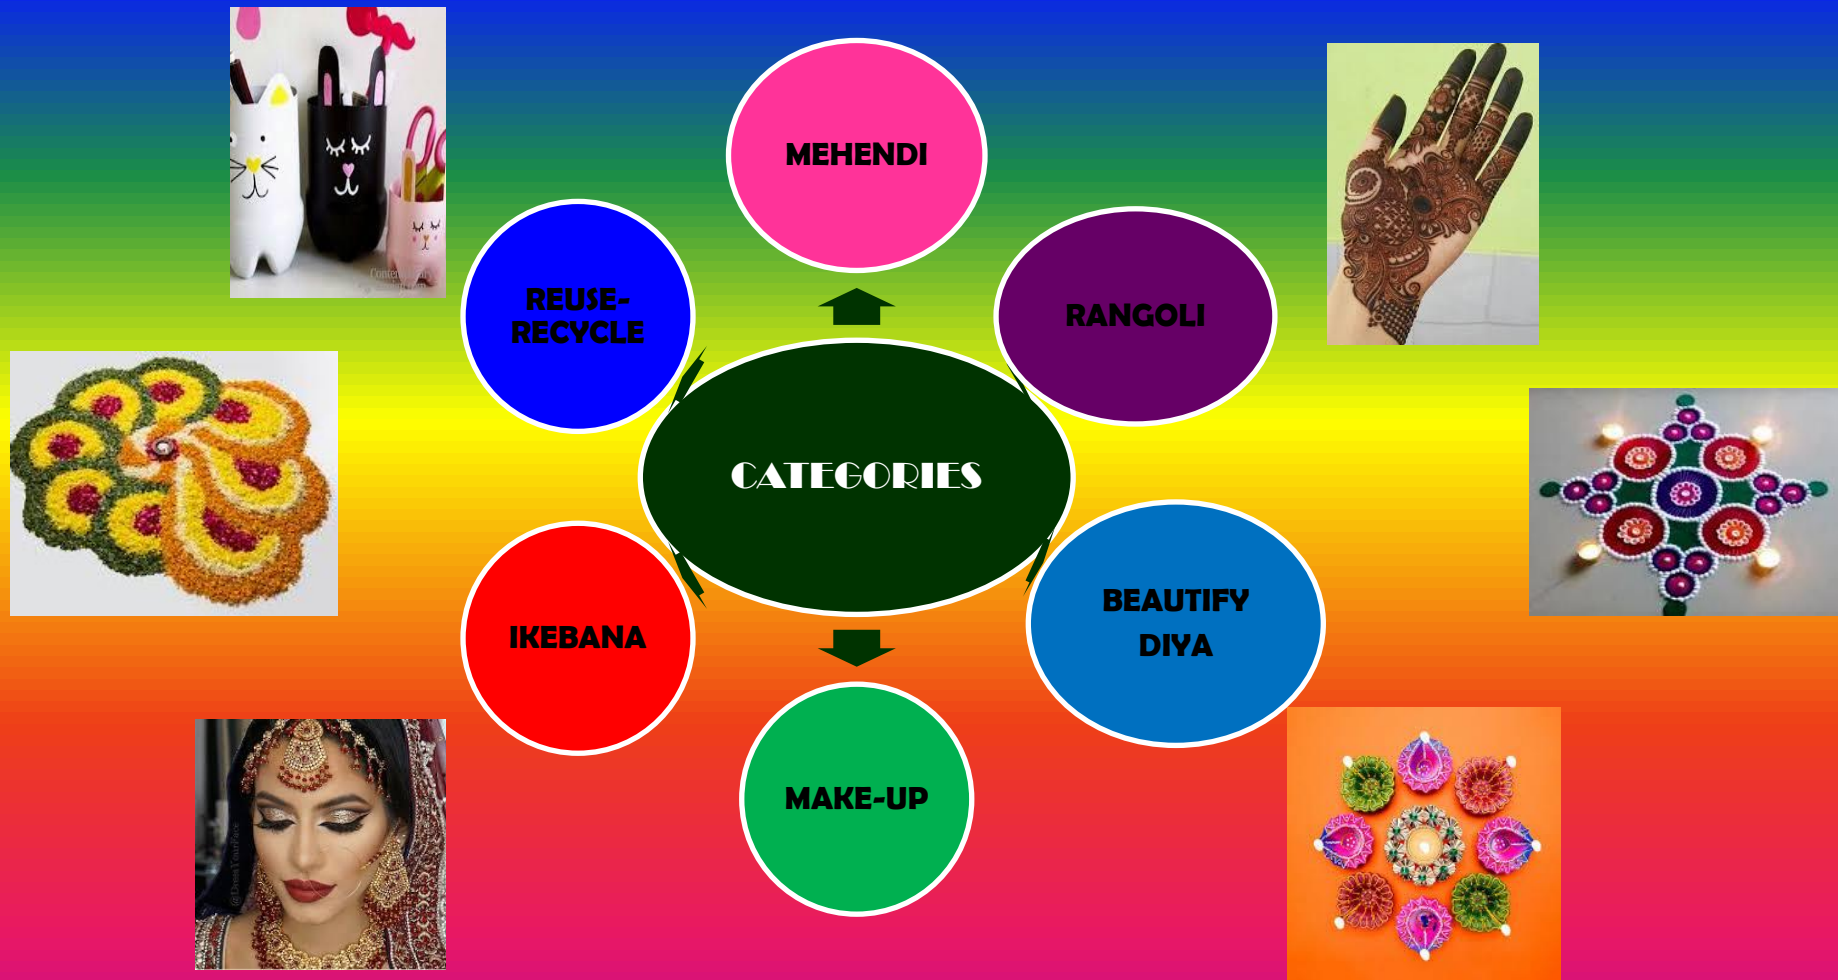 MEHENDI
REUSE-
RECYCLE
RANGOLI
CATEGORIES
BEAUTIFY
DIYA
IKEBANA
MAKE-UP